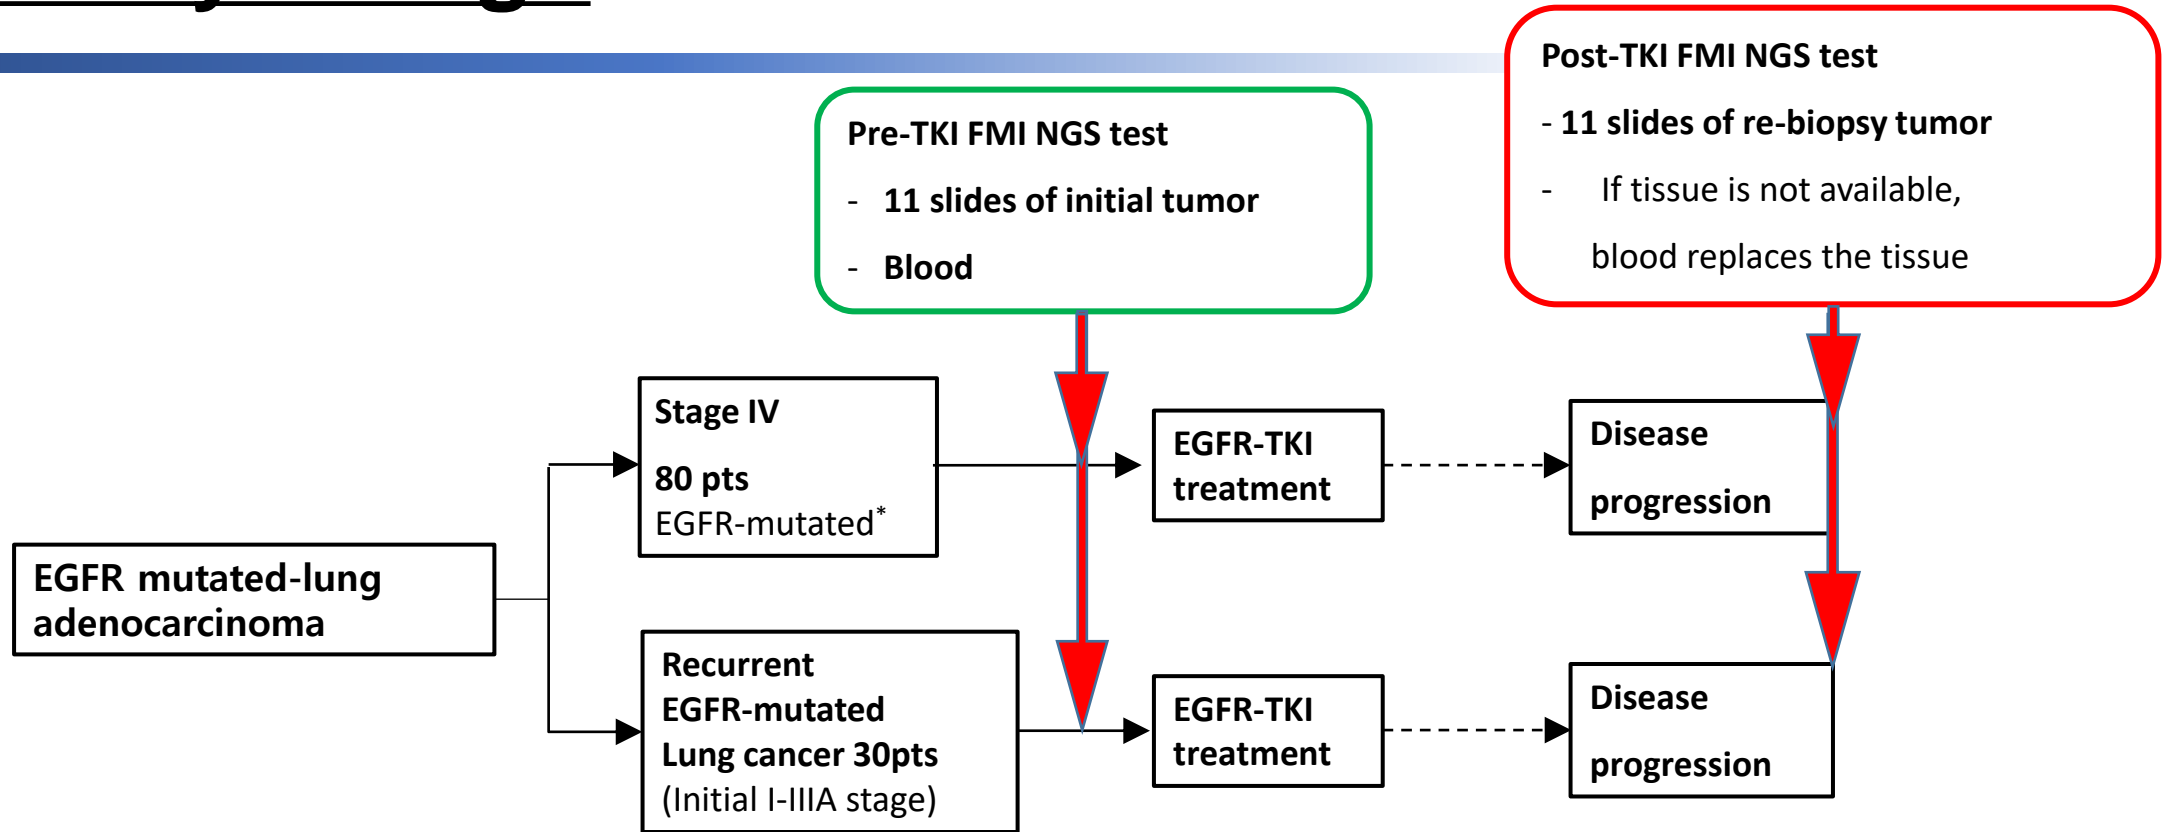 Post-TKI FMI NGS test
- 11 slides of re-biopsy tumor
- If tissue is not available,
blood replaces the tissue
Pre-TKI FMI NGS test
- 11 slides of initial tumor
- Blood
Stage IV
80 pts
EGFR-mutated*
EGFR-TKI
treatment
Disease
progression
EGFR mutated-lung
adenocarcinoma
Recurrent
EGFR-mutated
Lung cancer 30pts
(Initial I-IIIA stage)
EGFR-TKI
treatment
Disease
progression